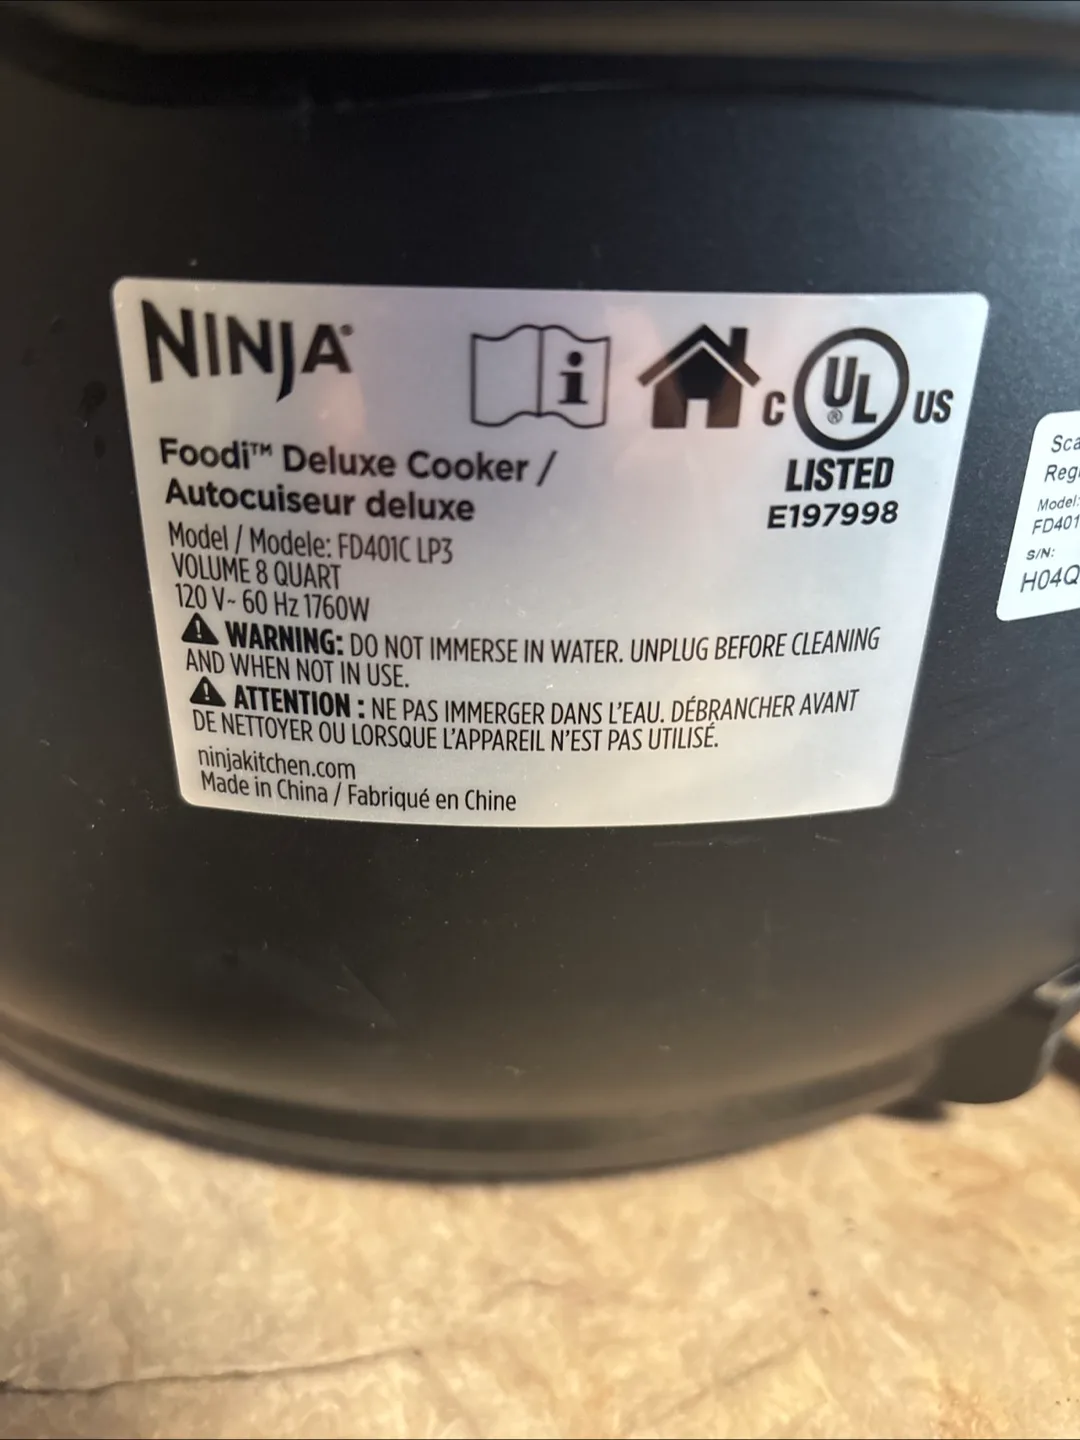 NINJA®
i
C UL® US
LISTED
E197998
Foodi™ Deluxe Cooker /
Autocuiseur deluxe
Model / Modele: FD401C LP3
VOLUME 8 QUART
120 V~ 60 Hz 1760W
WARNING: DO NOT IMMERSE IN WATER. UNPLUG BEFORE CLEANING
AND WHEN NOT IN USE.
ATTENTION : NE PAS IMMERGER DANS L'EAU. DÉBRANCHER AVANT
DE NETTOYER OU LORSQUE L'APPAREIL N'EST PAS UTILISÉ.
ninjakitchen.com
Made in China / Fabriqué en Chine
Model:
FD401
S/N:
H04Q